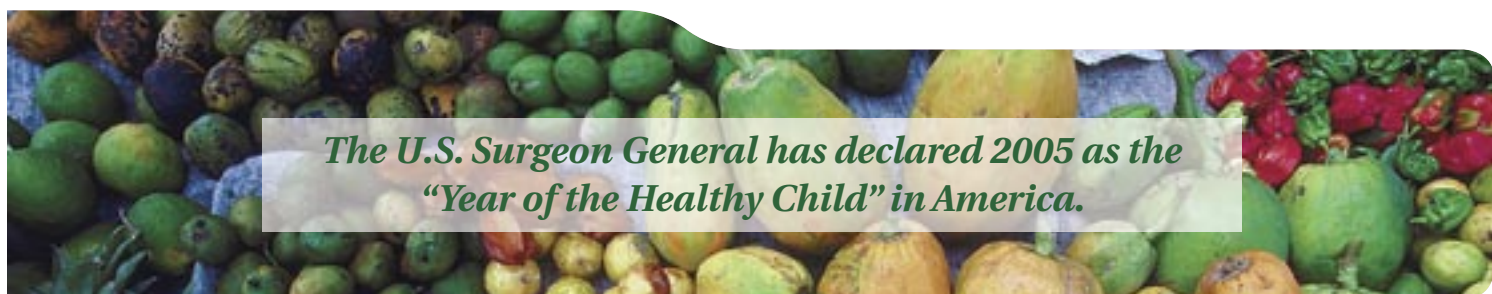 The U.S. Surgeon General has declared 2005 as the
“Year of the Healthy Child” in America.